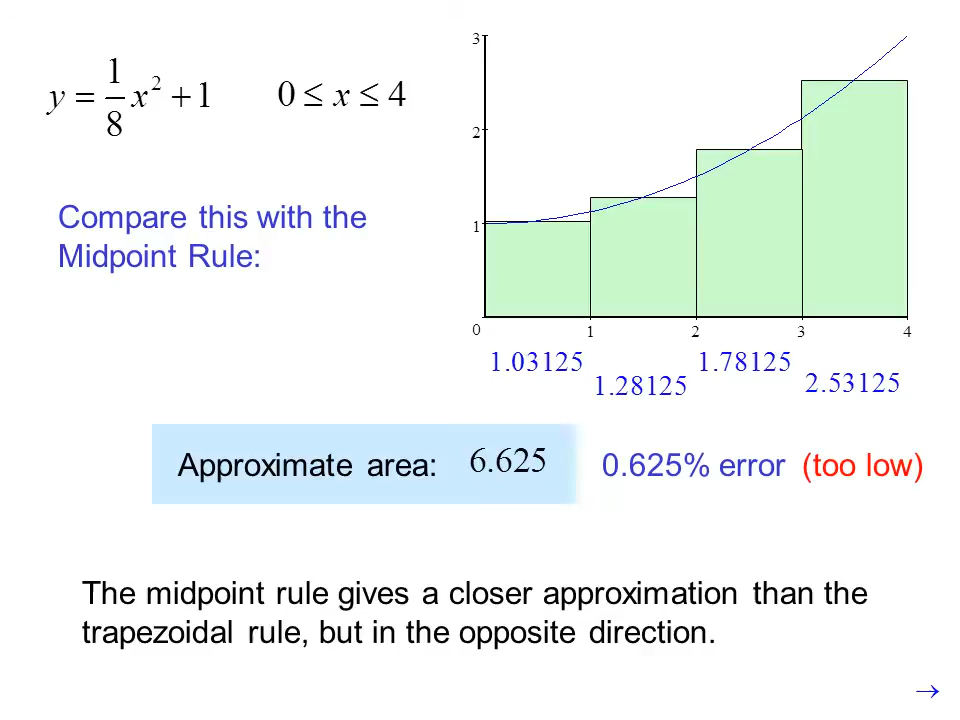 y = 1/8 x² + 1    0 ≤ x ≤ 4
Compare this with the
Midpoint Rule:
3
2
1
0 1 2 3 4
1.03125 1.28125 1.78125 2.53125
Approximate area: 6.625 0.625% error (too low)
The midpoint rule gives a closer approximation than the
trapezoidal rule, but in the opposite direction.
→